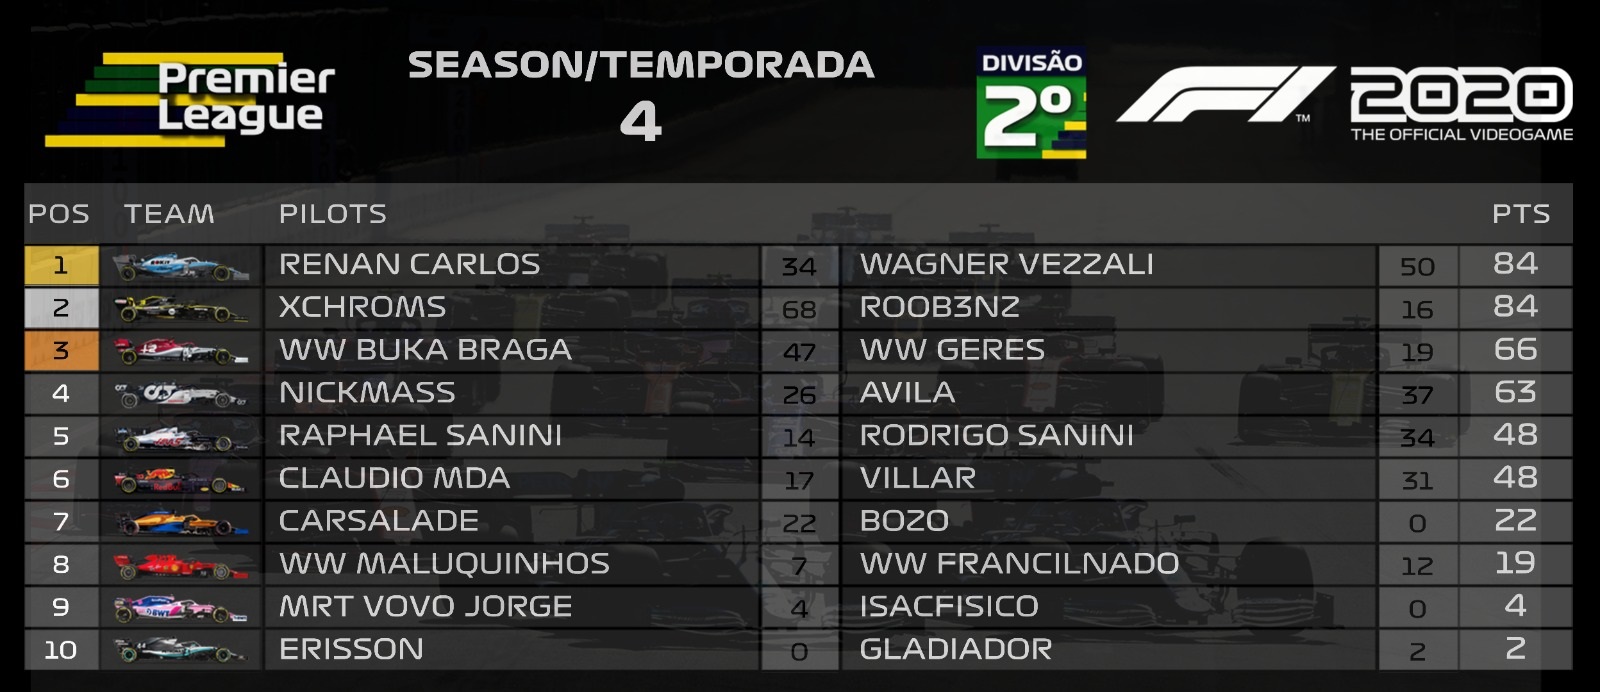 Premier
League
SEASON/TEMPORADA
4
DIVISÃO
2º
F1 TM
2020
THE OFFICIAL VIDEOGAME
POS TEAM PILOTS PTS
1 RENAN CARLOS 34 WAGNER VEZZALI 50 84
2 XCHROMS 68 ROOB3NZ 16 84
3 WW BUKA BRAGA 47 WW GERES 19 66
4 NICKMASS 26 AVILA 37 63
5 RAPHAEL SANINI 14 RODRIGO SANINI 34 48
6 CLAUDIO MDA 17 VILLAR 31 48
7 CARSALADE 22 BOZO 0 22
8 WW MALUQUINHOS 7 WW FRANCILNADO 12 19
9 MRT VOVO JORGE 4 ISACFISICO 0 4
10 ERISSON 0 GLADIADOR 2 2